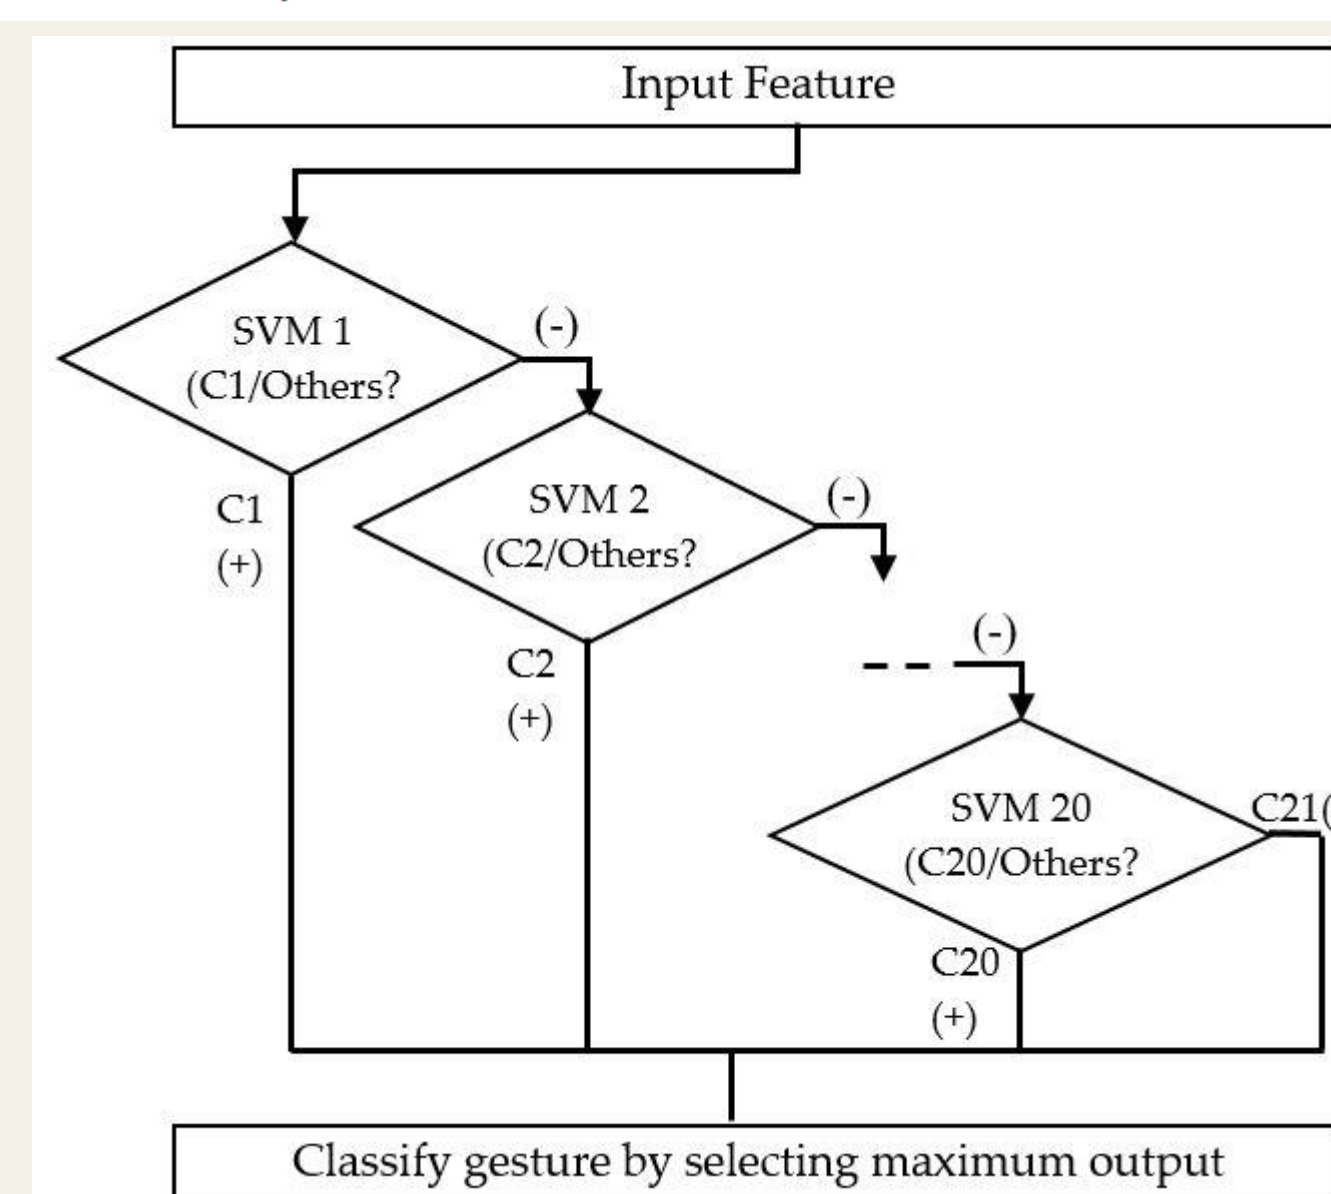 Input Feature
(-)
SVM 1
(C1/Others?
(-)
C1
(+)
SVM 2
(C2/Others?
(-)
C2
(+)
SVM 20
(C20/Others?
C21(
C20
(+)
Classify gesture by selecting maximum output